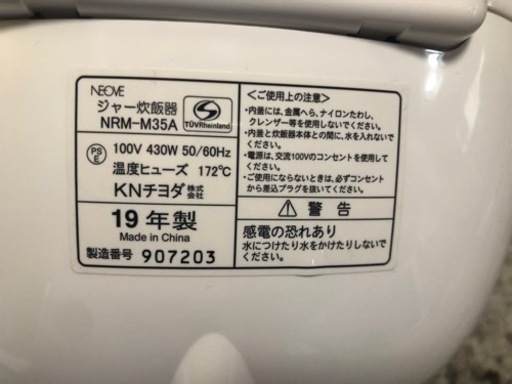 NEOVE
ジャー炊飯器
NRM-M35A
S
TÜVRheinland
PS
E
100V 430W 50/60Hz
温度ヒューズ 172℃
KNチヨダ株式会社
19年製
Made in China
製造番号 907203
＜ご使用上の注意＞
・内釜には、金属へら、ナイロンたわし、
クレンザー等を使用しないでください。
・内釜と炊飯器本体との間に、水を入れないで
ください。
・電源は、交流100Vのコンセントを使用して
ください。
・ご使用にならないときは、必ずコンセント
から差込プラグを抜いてください。
警告
感電の恐れあり
水につけたり水をかけたりしないで
ください。